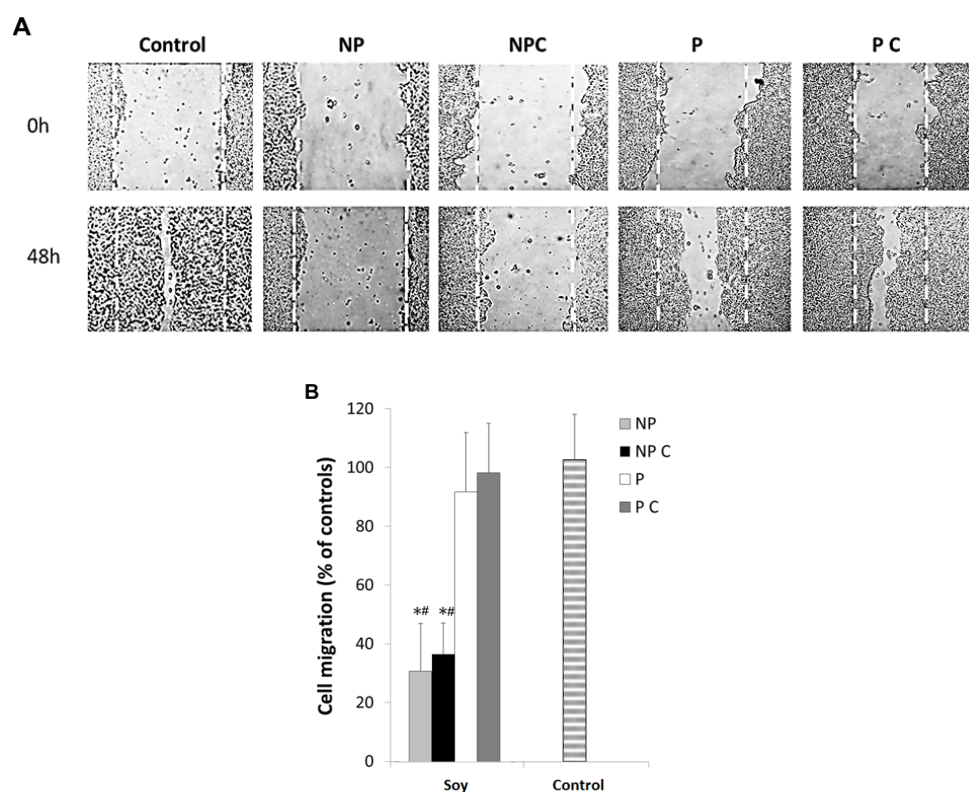 A
Control NP NPC P P C
0h
48h
B
120
100
80
60
40
20
0
Cell migration (% of controls)
*# *#
NP
NP C
P
P C
Soy Control